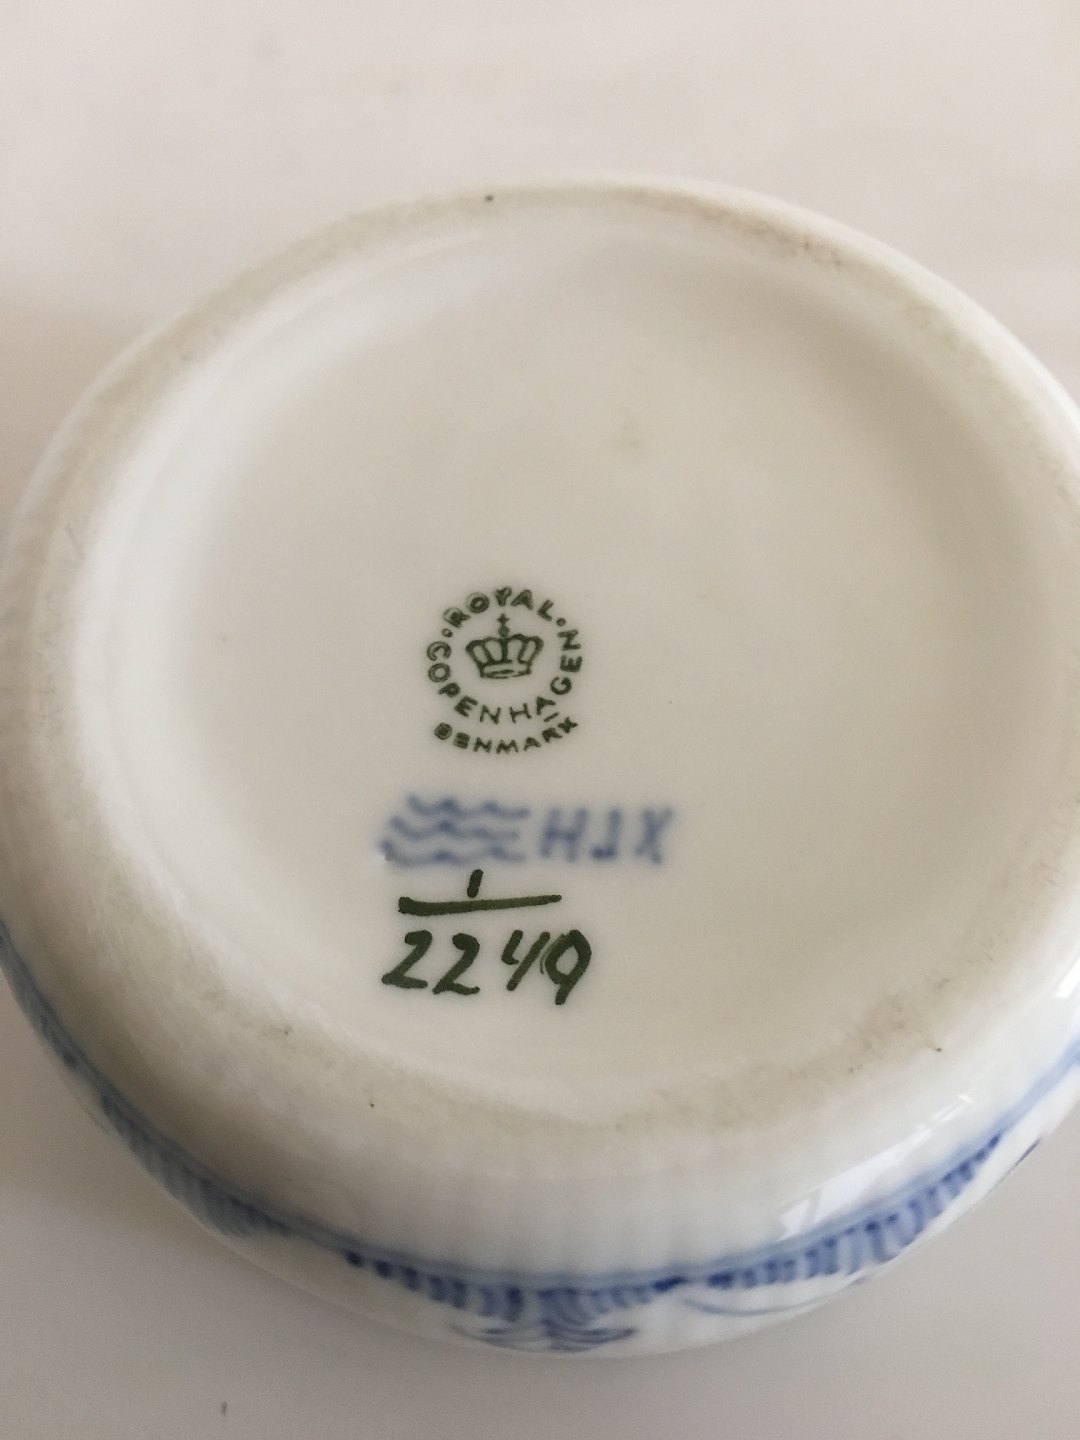 ROYAL
COPENHAGEN
DENMARK
HJX
1
2249